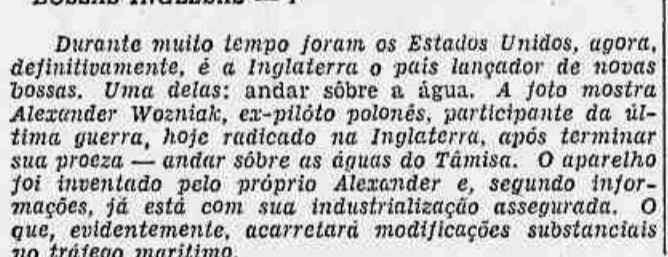 BOSSAS INGLESAS — I
Durante muito tempo foram os Estados Unidos, agora,
definitivamente, é a Inglaterra o país lançador de novas
bossas. Uma delas: andar sôbre a água. A foto mostra
Alexander Wozniak, ex-pilôto polonês, participante da úl-
tima guerra, hoje radicado na Inglaterra, após terminar
sua proeza — andar sôbre as águas do Tâmisa. O aparelho
foi inventado pelo próprio Alexander e, segundo infor-
mações, já está com sua industrialização assegurada. O
que, evidentemente, acarretará modificações substanciais
no tráfego marítimo.